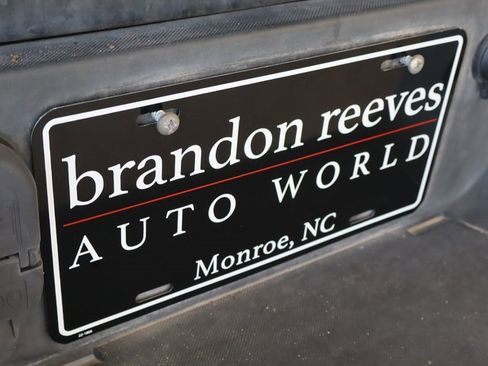 brandon reeves
AUTO WORLD
Monroe, NC